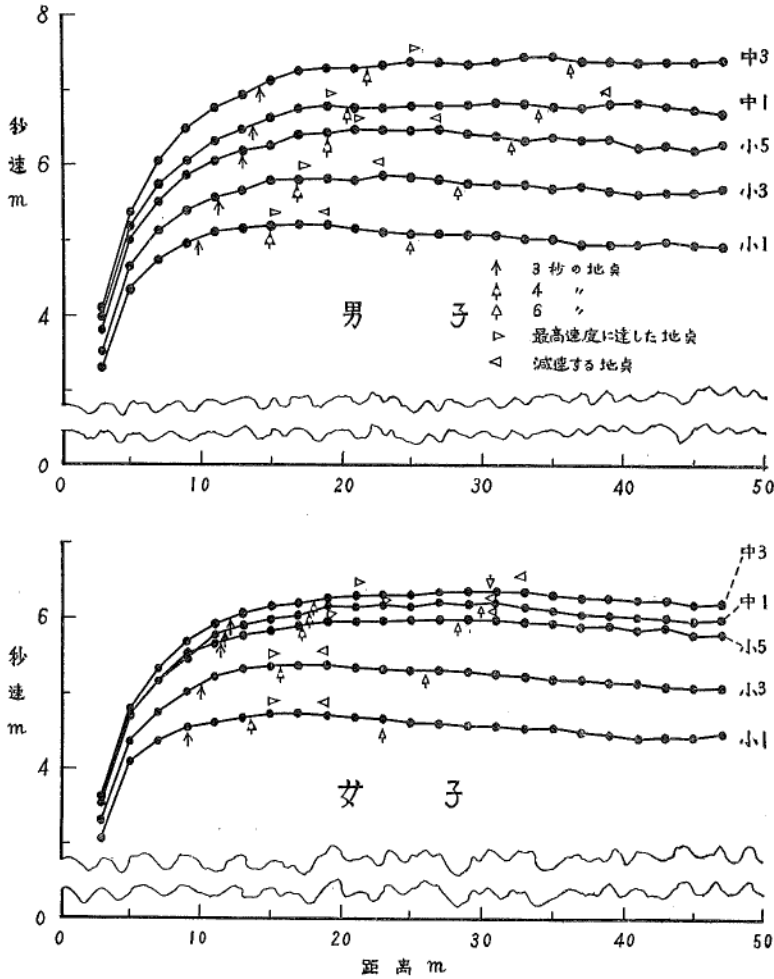 8
6
4
0
秒速 m
中3
中1
小5
小3
小1
男子
3秒の地点
4 〃
6 〃
最高速度に達した地点
減速する地点
0 10 20 30 40 50
6
4
0
秒速 m
中3
中1
小5
小3
小1
女子
0 10 20 30 40 50
距离 m